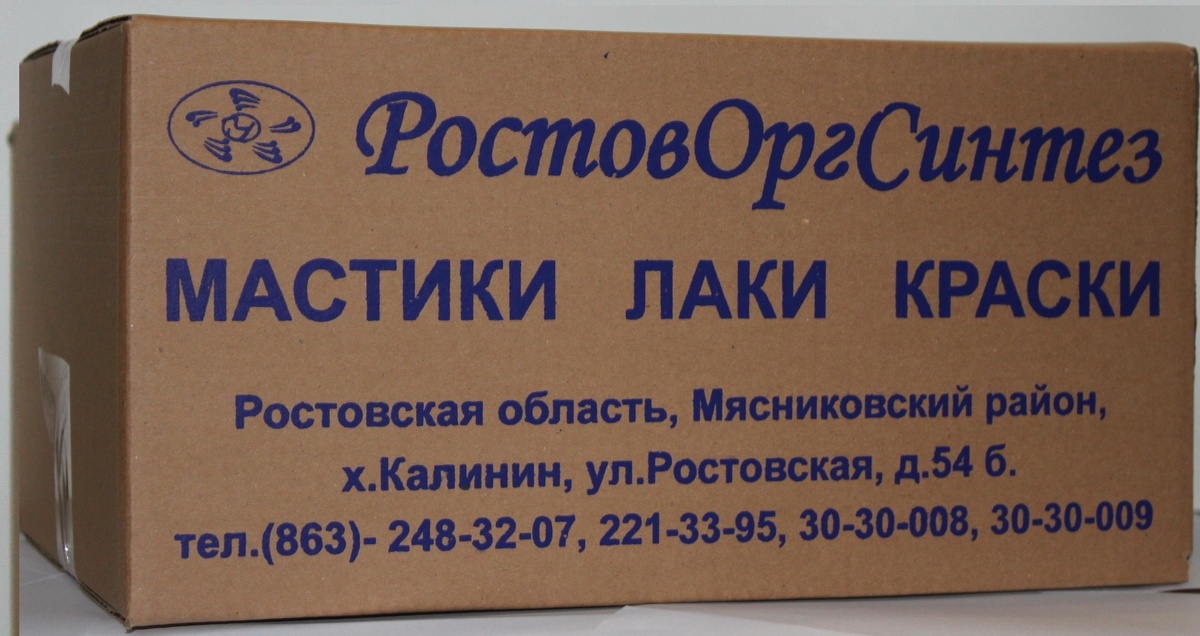 РостовОргСинтез
МАСТИКИ ЛАКИ КРАСКИ
Ростовская область, Мясниковский район,
х.Калинин, ул.Ростовская, д.54 б.
тел.(863)- 248-32-07, 221-33-95, 30-30-008, 30-30-009